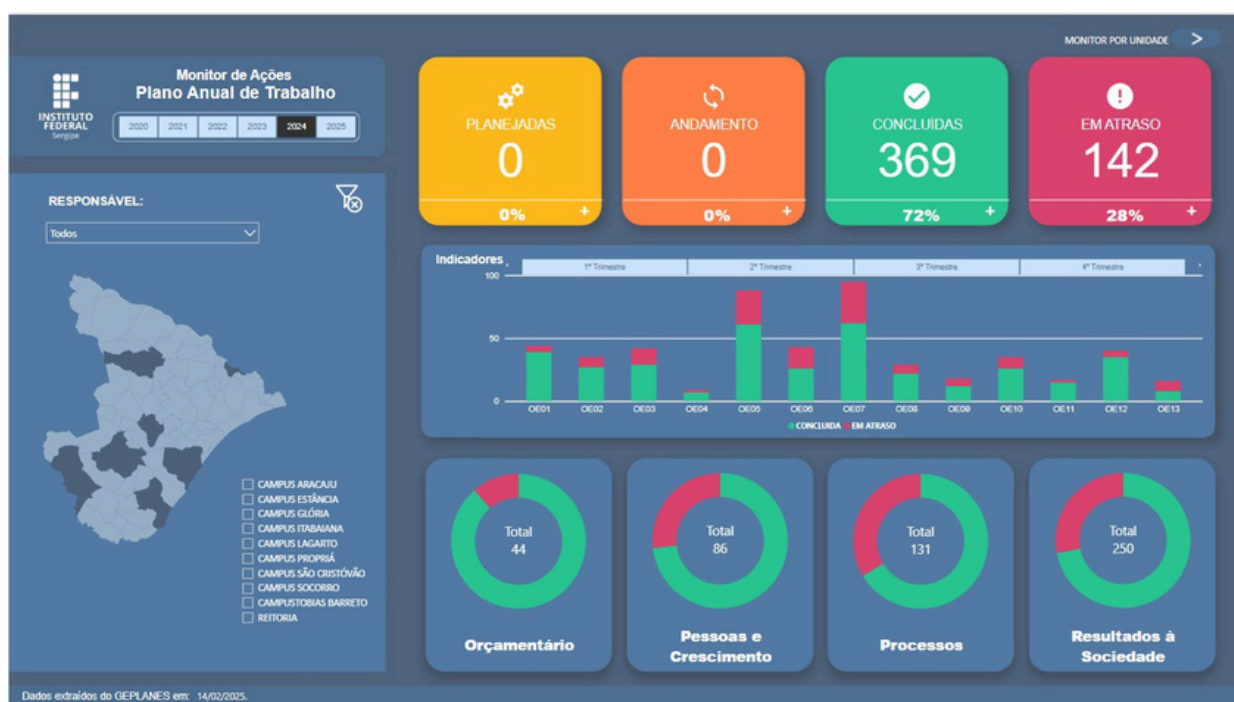 MONITOR POR UNIDADE >
INSTITUTO
FEDERAL
Sergipe
Monitor de Ações
Plano Anual de Trabalho
2020 2021 2022 2023 2024 2025
PLANEJADAS
0
0% +
ANDAMENTO
0
0% +
CONCLUIDAS
369
72% +
EM ATRASO
142
28% +
RESPONSÁVEL:
Todos
CAMPUS ARACAJU
CAMPUS ESTÂNCIA
CAMPUS GLÓRIA
CAMPUS ITABAIANA
CAMPUS LAGARTO
CAMPUS PROPRIÁ
CAMPUS SÃO CRISTÓVÃO
CAMPUS SOCORRO
CAMPUSTOBIAS BARRETO
REITORIA
Indicadores
1º Trimestre 2º Trimestre 3º Trimestre 4º Trimestre
100
50
0
OE01 OE02 OE03 OE04 OE05 OE06 OE07 OE08 OE09 OE10 OE11 OE12 OE13
CONCLUIDA EM ATRASO
Total
44
Orçamentário
Total
86
Pessoas e
Crescimento
Total
131
Processos
Total
250
Resultados à
Sociedade
Dados extraídos do GEPLANES em: 14/02/2025.